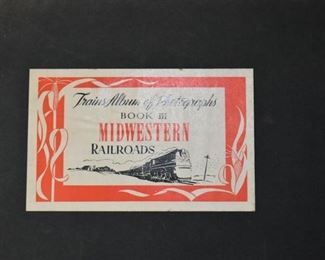 Trains Album of Photographs
BOOK III
MIDWESTERN
RAILROADS